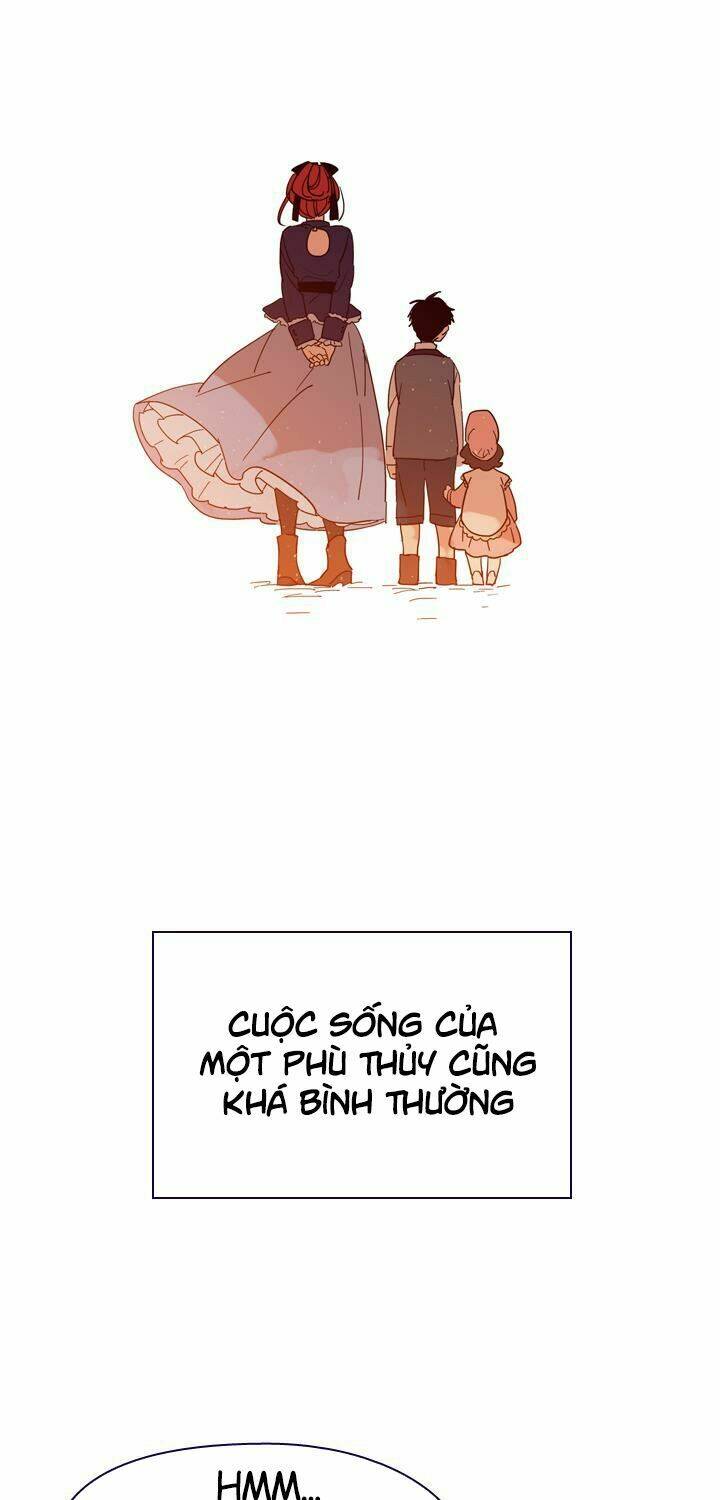 CUỘC SỐNG CỦA
MỘT PHÙ THỦY CŨNG
KHÁ BÌNH THƯỜNG
HMM...